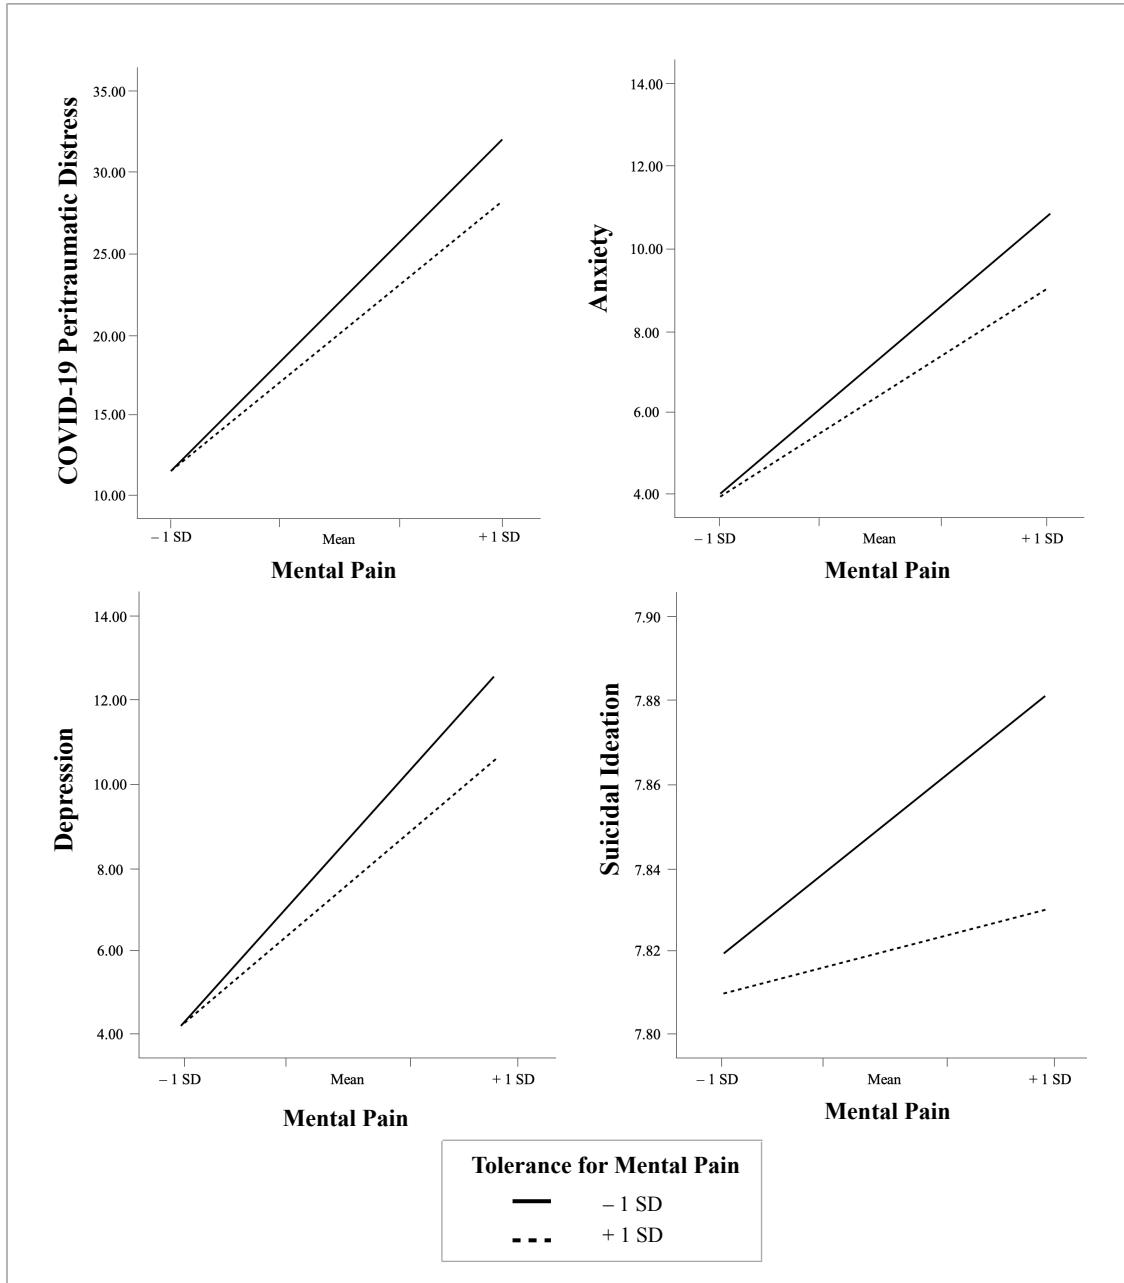 COVID-19 Peritraumatic Distress
35.00
30.00
25.00
20.00
15.00
10.00
– 1 SD
Mean
+ 1 SD
Mental Pain
Anxiety
14.00
12.00
10.00
8.00
6.00
4.00
– 1 SD
Mean
+ 1 SD
Mental Pain
Depression
14.00
12.00
10.00
8.00
6.00
4.00
– 1 SD
Mean
+ 1 SD
Mental Pain
Suicidal Ideation
7.90
7.88
7.86
7.84
7.82
7.80
– 1 SD
Mean
+ 1 SD
Mental Pain
Tolerance for Mental Pain
– 1 SD
+ 1 SD